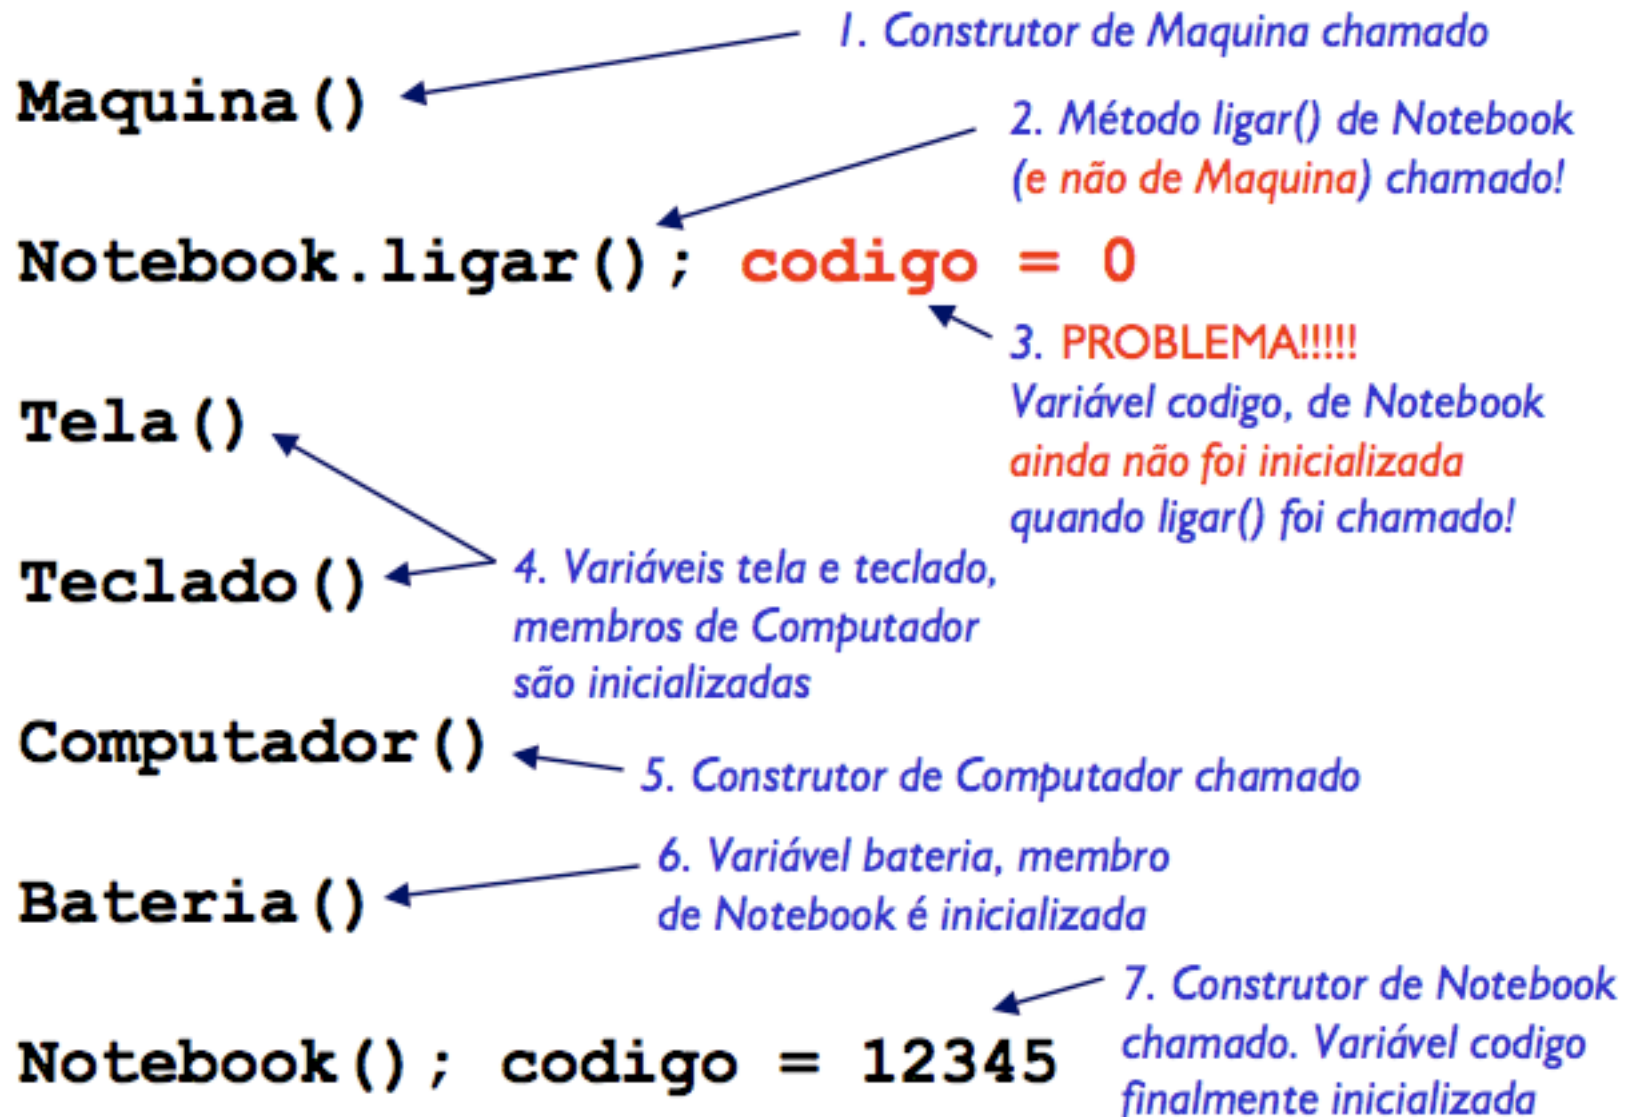 1. Construtor de Maquina chamado
Maquina()
2. Método ligar() de Notebook
(e não de Maquina) chamado!
Notebook.ligar(); codigo = 0
3. PROBLEMA!!!!!
Variável codigo, de Notebook
ainda não foi inicializada
quando ligar() foi chamado!
Tela()
Teclado()
4. Variáveis tela e teclado,
membros de Computador
são inicializadas
Computador()
5. Construtor de Computador chamado
6. Variável bateria, membro
de Notebook é inicializada
Bateria()
7. Construtor de Notebook
chamado. Variável codigo
finalmente inicializada
Notebook(); codigo = 12345